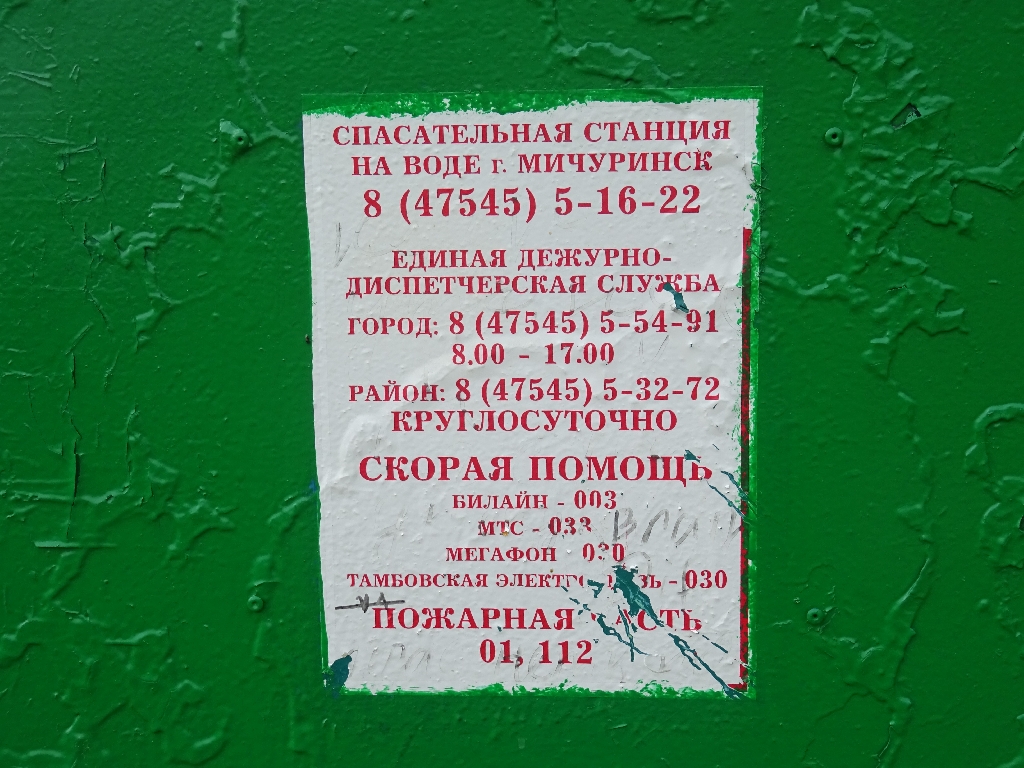 СПАСАТЕЛЬНАЯ СТАНЦИЯ
НА ВОДЕ г. МИЧУРИНСК
8 (47545) 5-16-22
ЕДИНАЯ ДЕЖУРНО-
ДИСПЕТЧЕРСКАЯ СЛУЖБА
ГОРОД: 8 (47545) 5-54-91
8.00 - 17.00
РАЙОН: 8 (47545) 5-32-72
КРУГЛОСУТОЧНО
СКОРАЯ ПОМОЩЬ
БИЛАЙН - 003
МТС - 033
МЕГАФОН 030
ТАМБОВСКАЯ - 030
ПОЖАРНАЯ ЧАСТЬ
01, 112